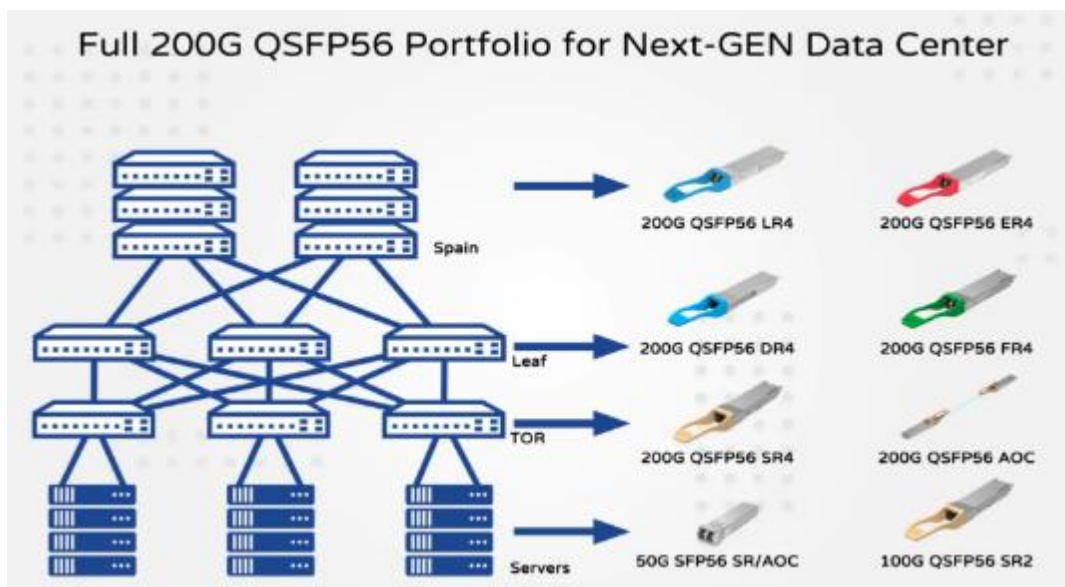 Full 200G QSFP56 Portfolio for Next-GEN Data Center
200G QSFP56 LR4
200G QSFP56 ER4
Spain
200G QSFP56 DR4
200G QSFP56 FR4
Leaf
TOR
200G QSFP56 SR4
200G QSFP56 AOC
Servers
50G SFP56 SR/AOC
100G QSFP56 SR2